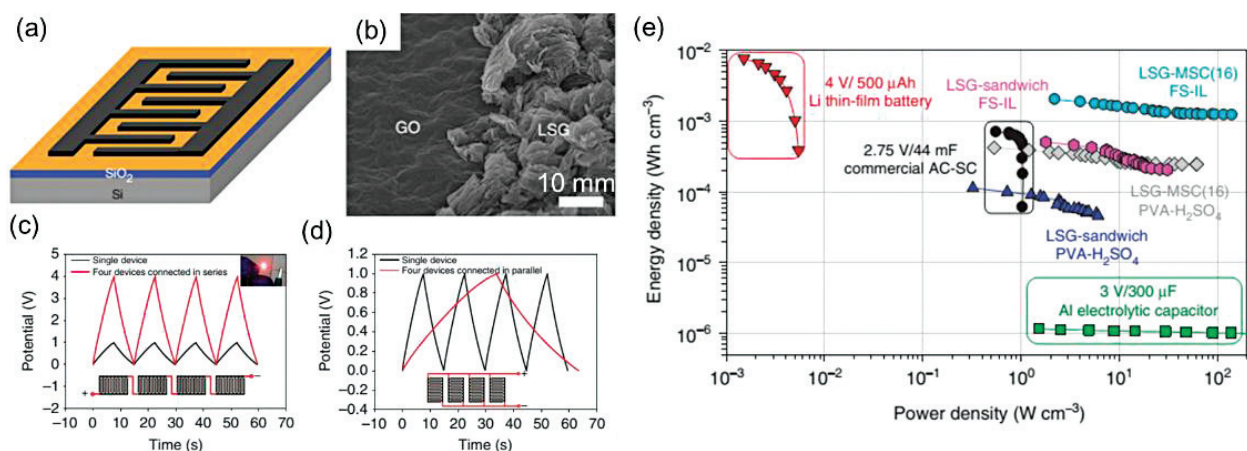 (a)
SiO₂
Si
(b)
GO
LSG
10 mm
(c)
Potential (V)
5
4
3
2
1
0
−1
−2
Single device
Four devices connected in series
+
−
−10 0 10 20 30 40 50 60 70
Time (s)
(d)
Potential (V)
1.2
1.0
0.8
0.6
0.4
0.2
0.0
−0.2
−0.4
Single device
Four devices connected in parallel
+
−
−10 0 10 20 30 40 50 60 70
Time (s)
(e)
Energy density (Wh cm⁻³)
10⁻²
10⁻³
10⁻⁴
10⁻⁵
10⁻⁶
4 V/ 500 μAh
Li thin-film battery
LSG-sandwich
FS-IL
LSG-MSC(16)
FS-IL
2.75 V/44 mF
commercial AC-SC
LSG-MSC(16)
PVA-H₂SO₄
LSG-sandwich
PVA-H₂SO₄
3 V/300 μF
Al electrolytic capacitor
10⁻³ 10⁻² 10⁻¹ 10⁰ 10¹ 10²
Power density (W cm⁻³)